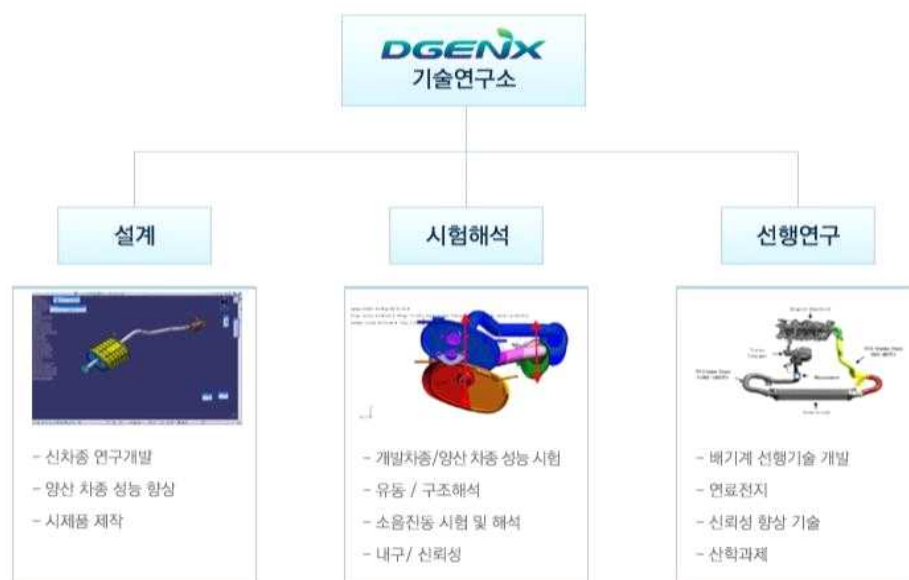 DGENX
기술연구소
설계
시험해석
선행연구
- 신차종 연구개발
- 양산 차종 성능 향상
- 시제품 제작
- 개발차종/양산 차종 성능 시험
- 유동 / 구조해석
- 소음진동 시험 및 해석
- 내구/ 신뢰성
- 배기계 선행기술 개발
- 연료전지
- 신뢰성 향상 기술
- 산학과제